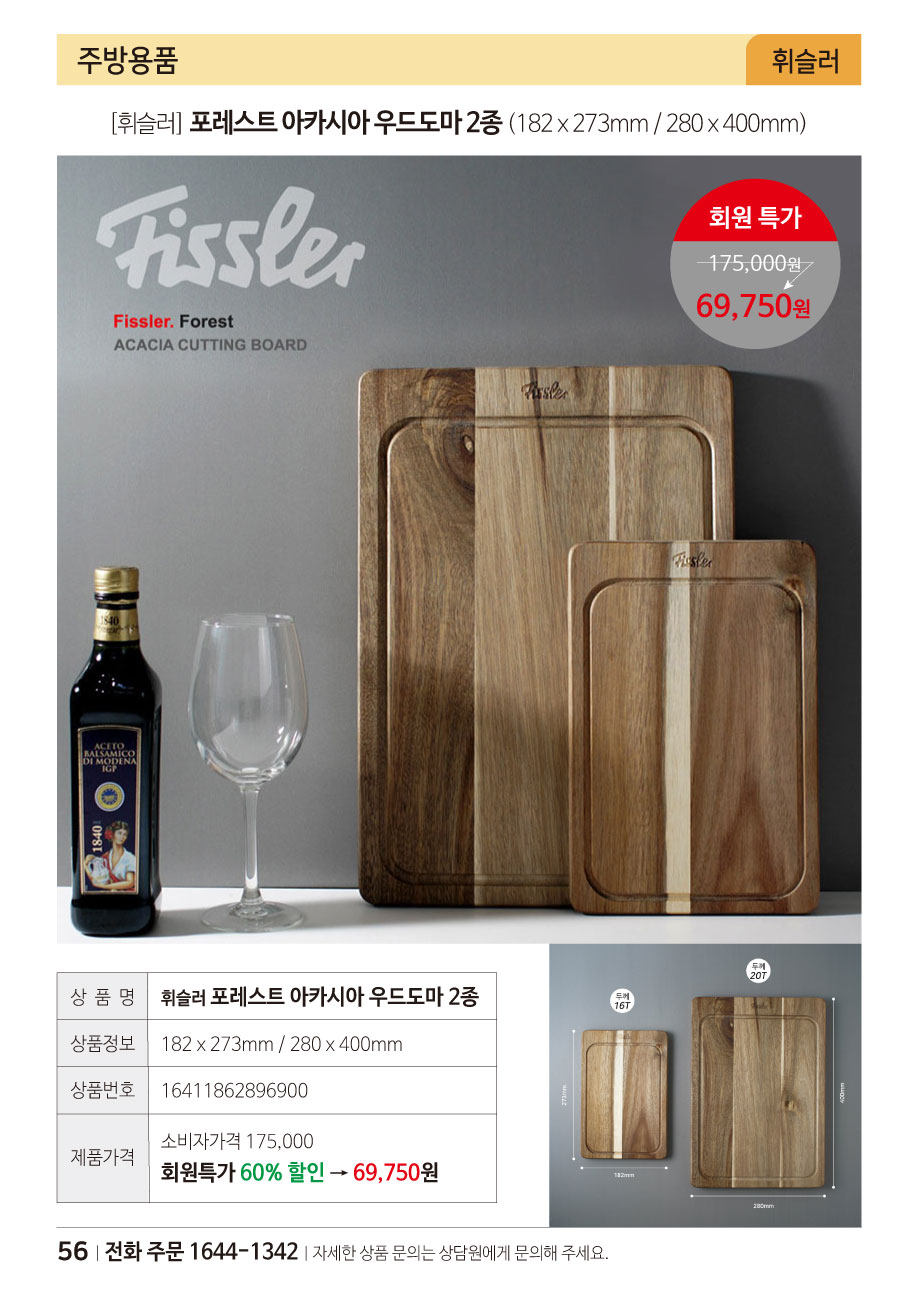 주방용품
휘슬러
[휘슬러] 포레스트 아카시아 우드도마 2종 (182 x 273mm / 280 x 400mm)
Fissler
회원 특가
175,000원
69,750원
Fissler. Forest
ACACIA CUTTING BOARD
Fissler
Fissler
1840
ACETO
BALSAMICO
DI MODENA
IGP
1840
상 품 명 휘슬러 포레스트 아카시아 우드도마 2종
상품정보 182 x 273mm / 280 x 400mm
상품번호 16411862896900
제품가격 소비자가격 175,000
회원특가 60% 할인 → 69,750원
두께
20T
두께
16T
273mm
400mm
182mm
280mm
56 | 전화 주문 1644-1342 | 자세한 상품 문의는 상담원에게 문의해 주세요.